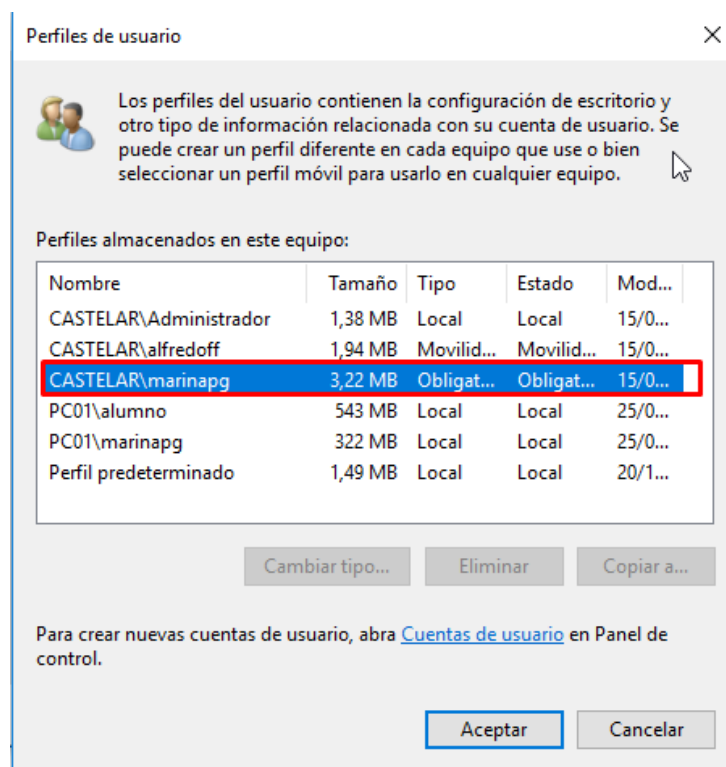 Perfiles de usuario
Los perfiles del usuario contienen la configuración de escritorio y
otro tipo de información relacionada con su cuenta de usuario. Se
puede crear un perfil diferente en cada equipo que use o bien
seleccionar un perfil móvil para usarlo en cualquier equipo.
Perfiles almacenados en este equipo:
Nombre Tamaño Tipo Estado Mod...
CASTELAR\Administrador 1,38 MB Local Local 15/0...
CASTELAR\alfredoff 1,94 MB Movilid... Movilid... 15/0...
CASTELAR\marinapg 3,22 MB Obligat... Obligat... 15/0...
PC01\alumno 543 MB Local Local 25/0...
PC01\marinapg 322 MB Local Local 25/0...
Perfil predeterminado 1,49 MB Local Local 20/1...
Cambiar tipo... Eliminar Copiar a...
Para crear nuevas cuentas de usuario, abra Cuentas de usuario en Panel de
control.
Aceptar Cancelar